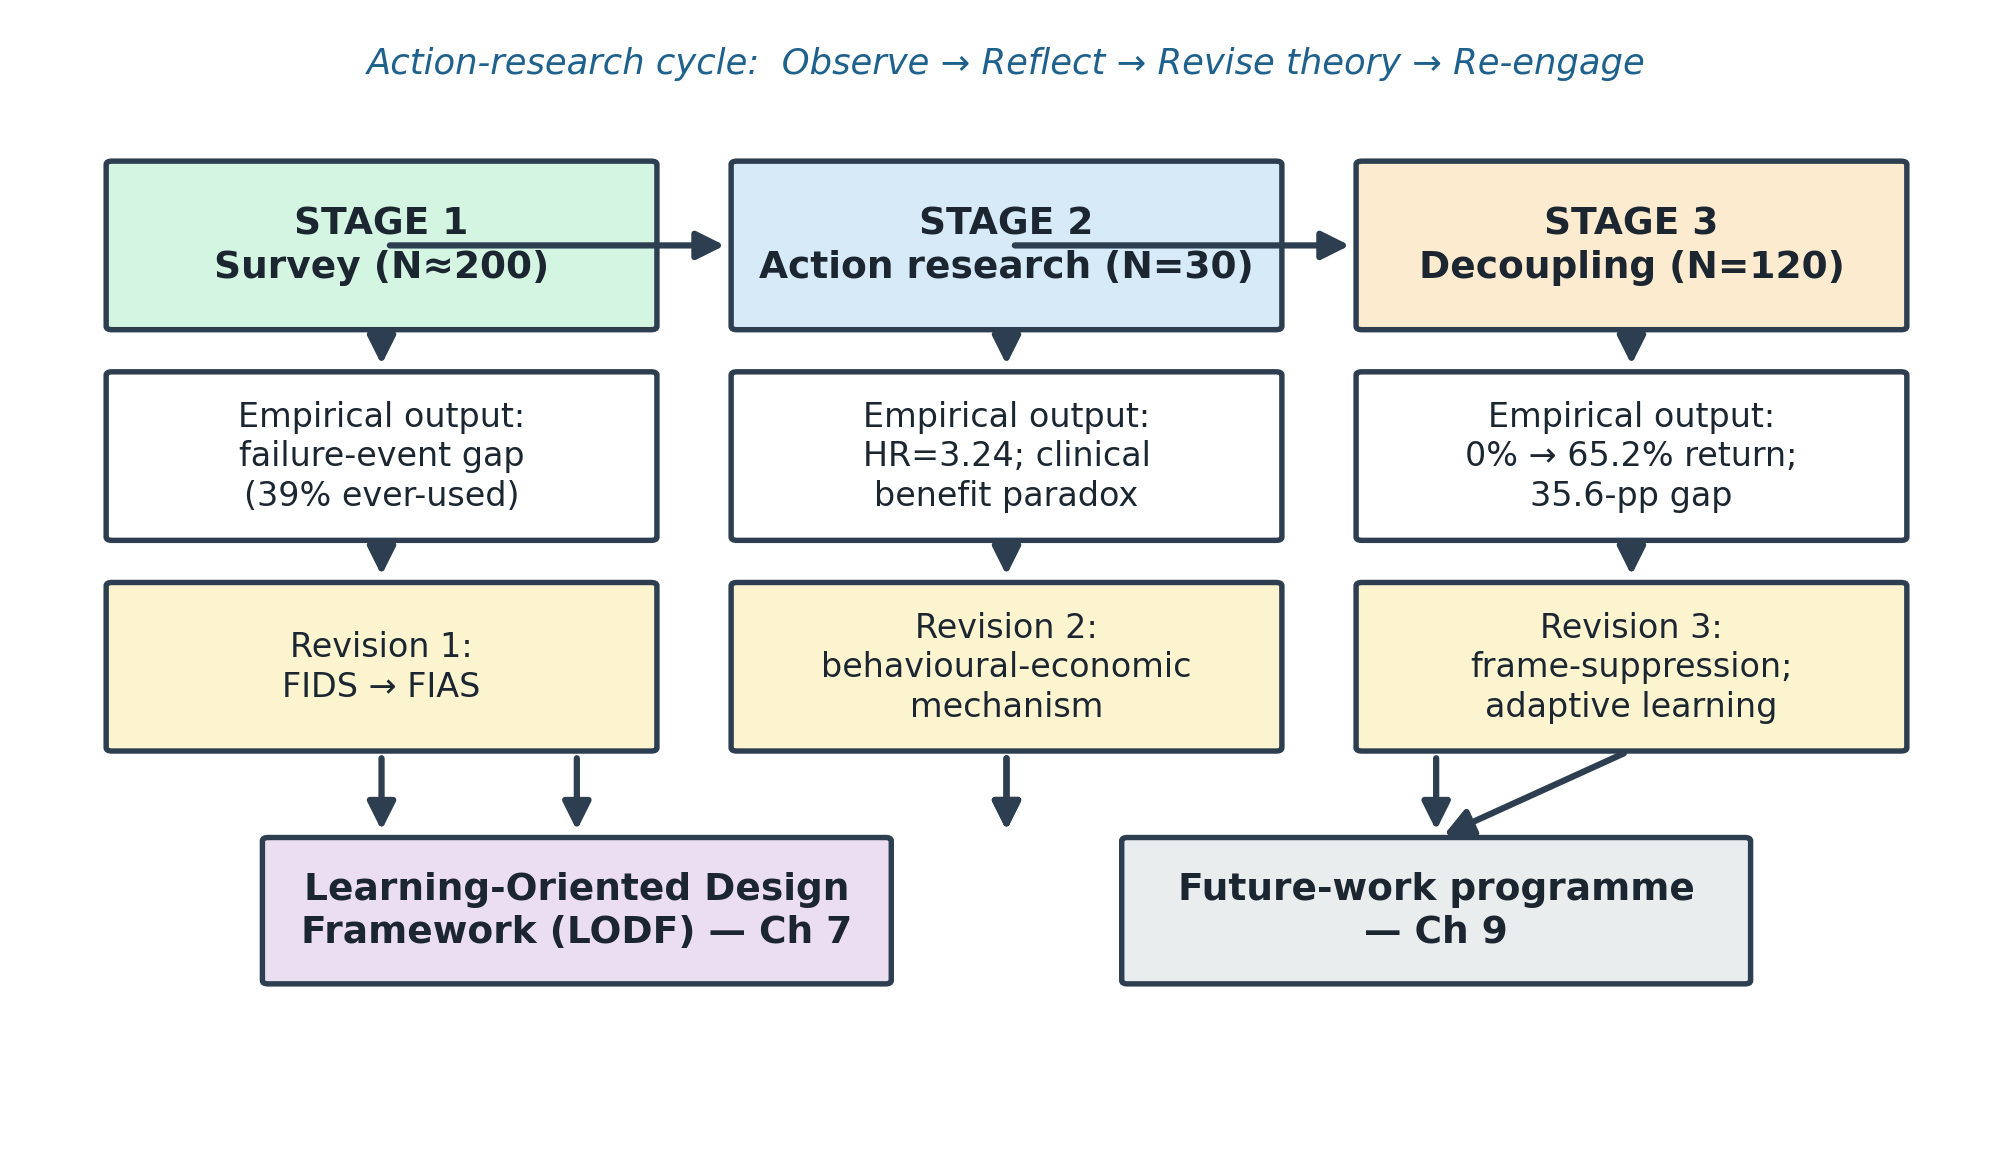 Action-research cycle:  Observe → Reflect → Revise theory → Re-engage
STAGE 1
Survey (N≈200)
STAGE 2
Action research (N=30)
STAGE 3
Decoupling (N=120)
Empirical output:
failure-event gap
(39% ever-used)
Empirical output:
HR=3.24; clinical
benefit paradox
Empirical output:
0% → 65.2% return;
35.6-pp gap
Revision 1:
FIDS → FIAS
Revision 2:
behavioural-economic
mechanism
Revision 3:
frame-suppression;
adaptive learning
Learning-Oriented Design
Framework (LODF) — Ch 7
Future-work programme
— Ch 9